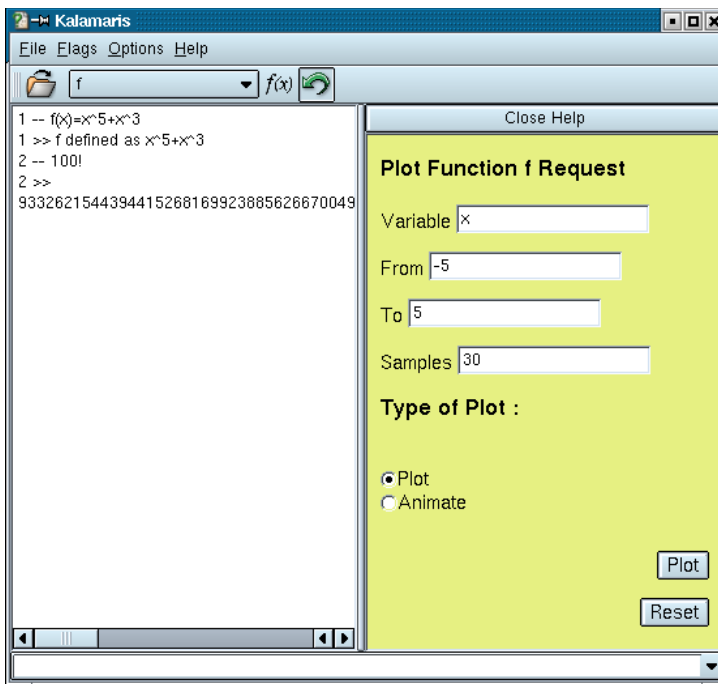 Kalamaris
File Flags Options Help
f f(x)
1 -- f(x)=x^5+x^3
1 >> f defined as x^5+x^3
2 -- 100!
2 >>
9332621544394415268169923885626670049
Close Help
Plot Function f Request
Variable x
From -5
To 5
Samples 30
Type of Plot :
Plot
Animate
Plot
Reset